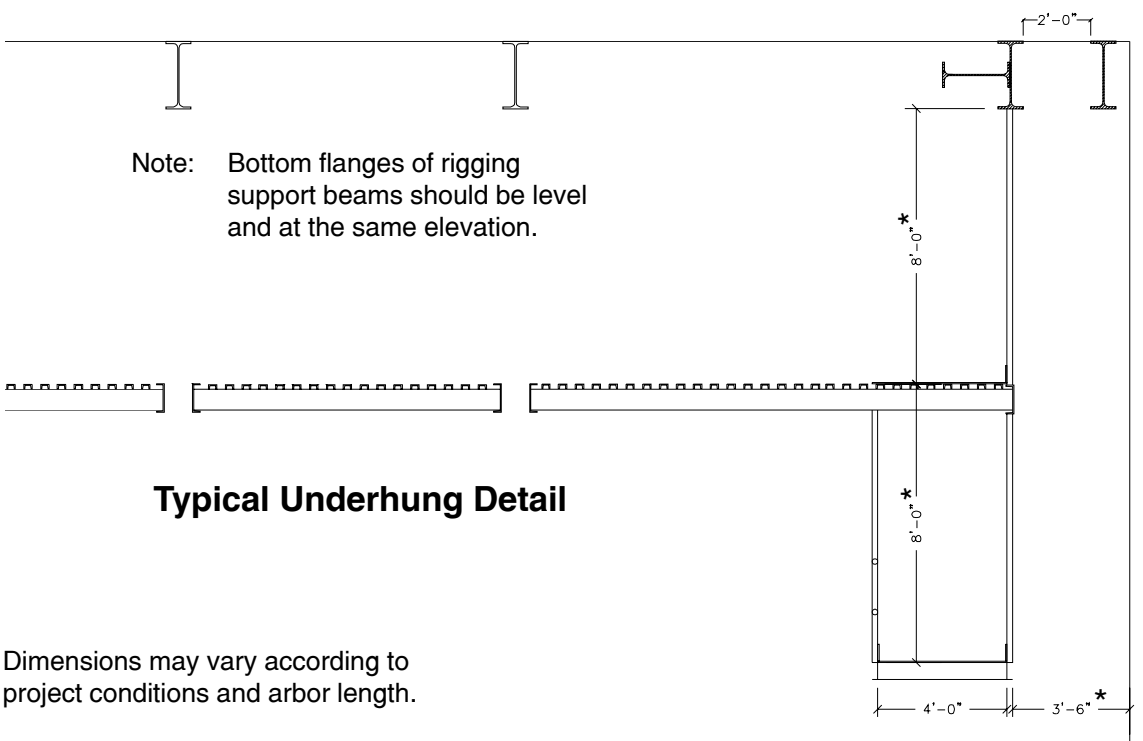 2'-0"
Note: Bottom flanges of rigging
support beams should be level
and at the same elevation.
8'-0"*
Typical Underhung Detail
8'-0"*
Dimensions may vary according to
project conditions and arbor length.
4'-0"
3'-6"*